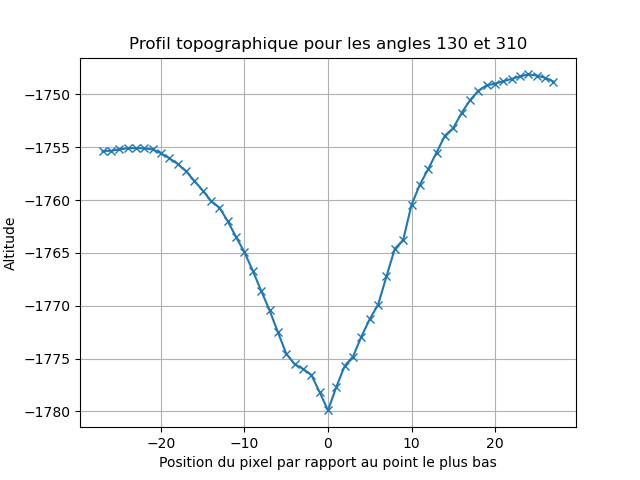 Profil topographique pour les angles 130 et 310
Altitude
−1750
−1755
−1760
−1765
−1770
−1775
−1780
−20 −10 0 10 20
Position du pixel par rapport au point le plus bas